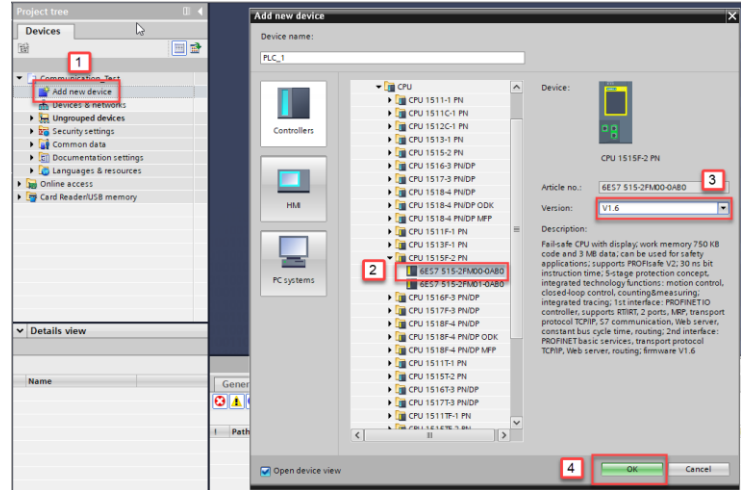 Project tree
Devices
1
Communication_Test
Add new device
Devices & networks
Ungrouped devices
Security settings
Common data
Documentation settings
Languages & resources
Online access
Card Reader/USB memory
Details view
Name
Gener
!
Path
Add new device
Device name:
PLC_1
Controllers
HMI
PC systems
CPU
CPU 1511-1 PN
CPU 1511C-1 PN
CPU 1512C-1 PN
CPU 1513-1 PN
CPU 1515-2 PN
CPU 1516-3 PN/DP
CPU 1517-3 PN/DP
CPU 1518-4 PN/DP
CPU 1518-4 PN/DP ODK
CPU 1518-4 PN/DP MFP
CPU 1511F-1 PN
CPU 1513F-1 PN
CPU 1515F-2 PN
2
6ES7 515-2FM00-0AB0
6ES7 515-2FM01-0AB0
CPU 1516F-3 PN/DP
CPU 1517F-3 PN/DP
CPU 1518F-4 PN/DP
CPU 1518F-4 PN/DP ODK
CPU 1518F-4 PN/DP MFP
CPU 1511T-1 PN
CPU 1515T-2 PN
CPU 1516T-3 PN/DP
CPU 1517T-3 PN/DP
CPU 1511TF-1 PN
CPU 1515TF-2 PN
Device:
CPU 1515F-2 PN
3
Article no.: 6ES7 515-2FM00-0AB0
Version: V1.6
Description:
Fail-safe CPU with display; work memory 750 KB
code and 3 MB data; can be used for safety
applications; supports PROFIsafe V2; 30 ns bit
instruction time; 5-stage protection concept,
integrated technology functions: motion control,
closed-loop control, counting&measuring;
integrated tracing; 1st interface: PROFINET IO
controller, supports RT/IRT, 2 ports, MRP, transport
protocol TCP/IP, S7 communication, Web server,
constant bus cycle time, routing; 2nd interface:
PROFINET basic services, transport protocol
TCP/IP, Web server, routing; firmware V1.6
Open device view
4
OK
Cancel